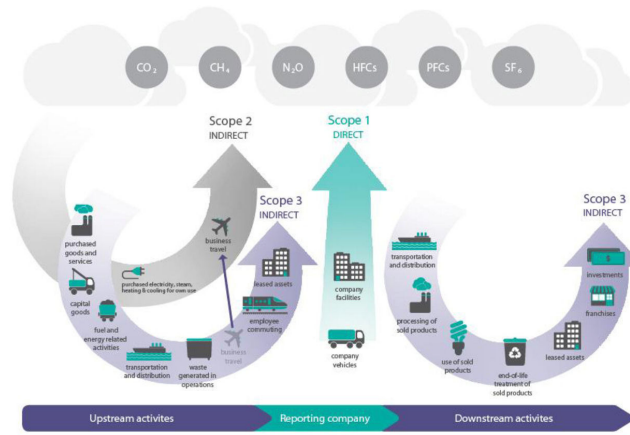 CO₂
CH₄
N₂O
HFCs
PFCs
SF₆
Scope 2
INDIRECT
Scope 1
DIRECT
Scope 3
INDIRECT
Scope 3
INDIRECT
purchased
goods and
services
capital
goods
fuel and
energy related
activities
purchased electricity, steam,
heating & cooling for own use
transportation
and distribution
waste
generated in
operations
business
travel
business
travel
employee
commuting
leased assets
company
facilities
company
vehicles
transportation
and distribution
processing of
sold products
use of sold
products
end-of-life
treatment of
sold products
leased assets
franchises
investments
$
Upstream activites
Reporting company
Downstream activites